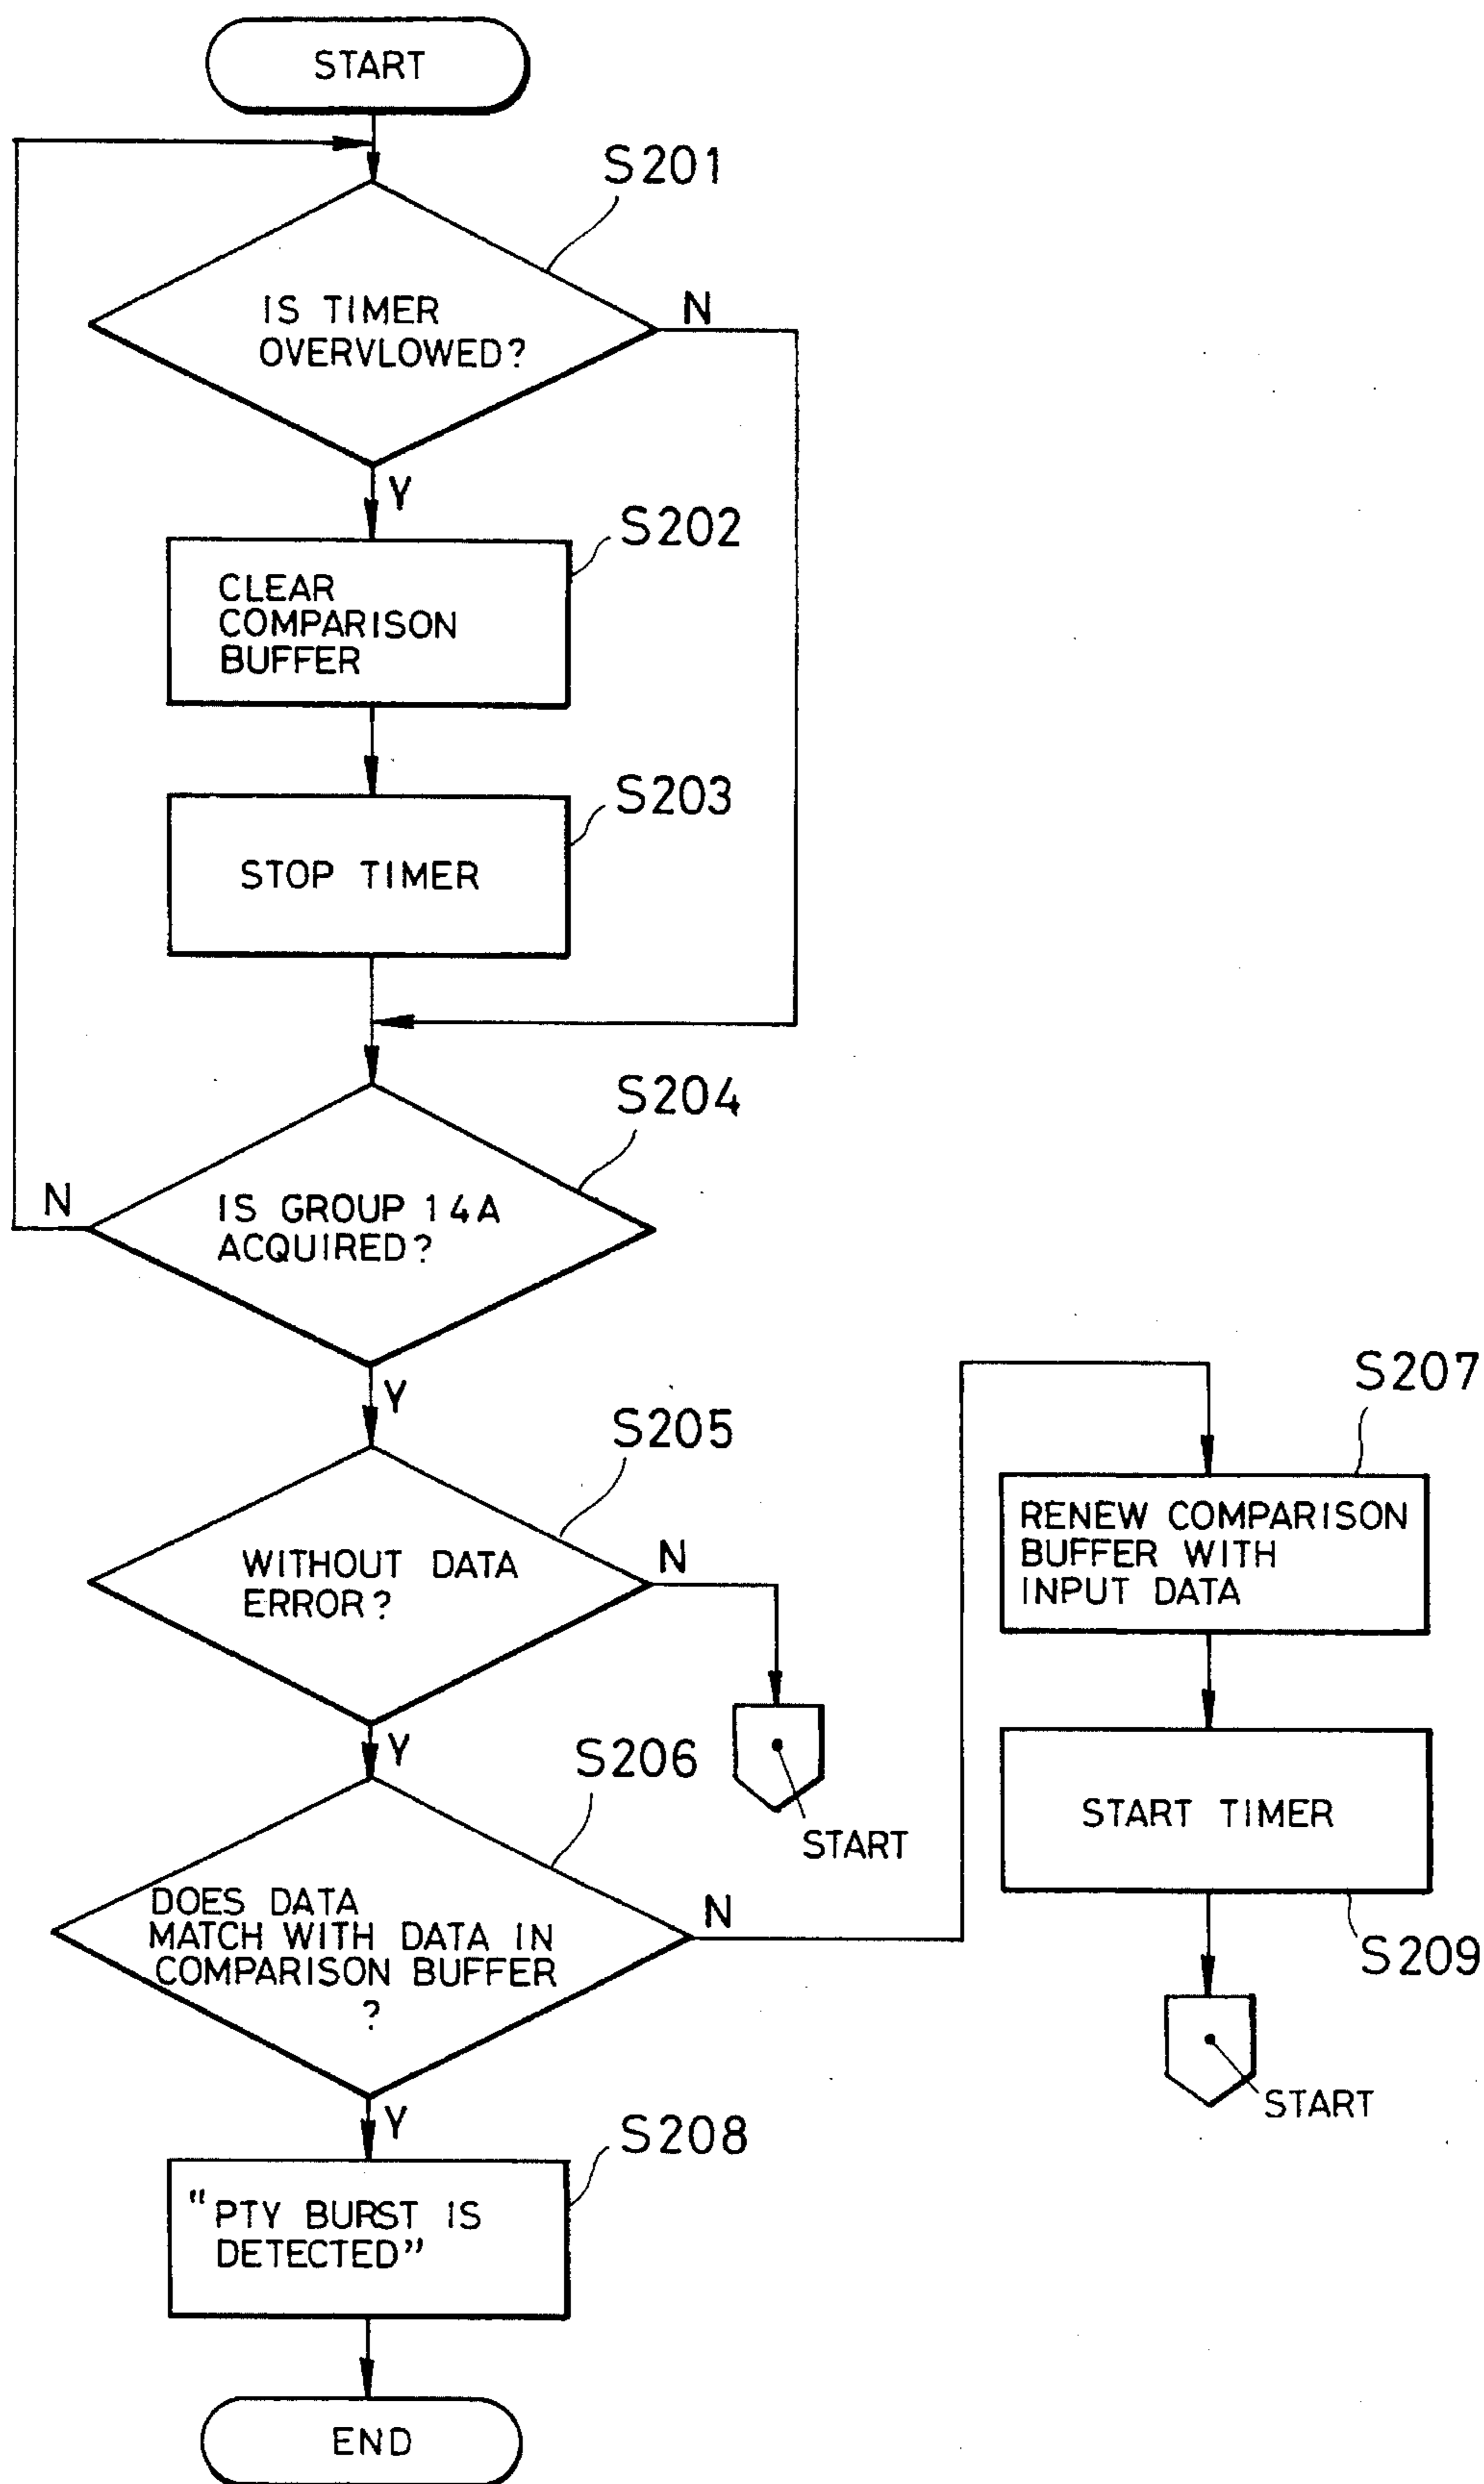 START
S201
IS TIMER
OVERVLOWED?
N
Y
S202
CLEAR
COMPARISON
BUFFER
S203
STOP TIMER
S204
N
IS GROUP 14A
ACQUIRED?
Y
S205
WITHOUT DATA
ERROR?
N
START
Y
S206
DOES DATA
MATCH WITH DATA IN
COMPARISON BUFFER
?
N
S207
RENEW COMPARISON
BUFFER WITH
INPUT DATA
START TIMER
S209
START
Y
S208
"PTY BURST IS
DETECTED"
END